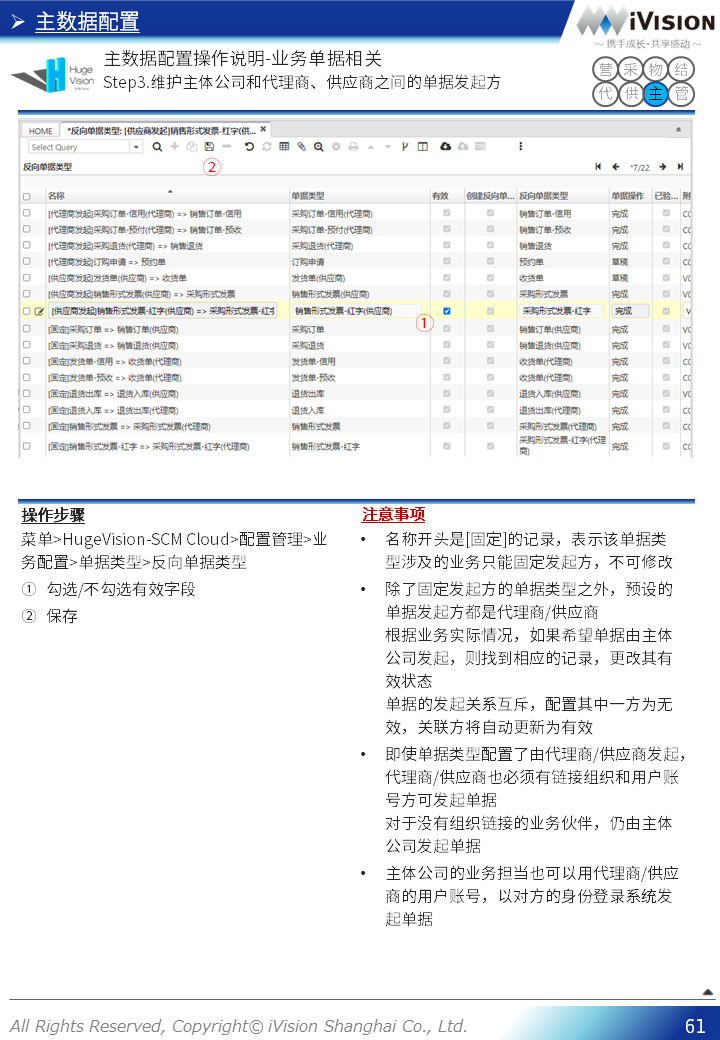 主数据配置
iVision
～ 携手成长·共享感动 ～
Huge
Vision
主数据配置操作说明-业务单据相关
Step3.维护主体公司和代理商、供应商之间的单据发起方
营 采 物 结
代 供 主 管
HOME *反向单据类型: [供应商发起]销售形式发票-红字(供...
Select Query
②
反向单据类型 *7/22
名称 单据类型 有效 创建反向单... 反向单据类型 单据操作 已验... 附
[代理商发起]采购订单-信用(代理商) => 销售订单-信用 采购订单-信用(代理商) 销售订单-信用 完成 CC
[代理商发起]采购订单-预付(代理商) => 销售订单-预收 采购订单-预付(代理商) 销售订单-预收 完成 CC
[代理商发起]采购退货(代理商) => 销售退货 采购退货(代理商) 销售退货 完成 CC
[代理商发起]订购申请 => 预约单 订购申请 预约单 草稿 CC
[供应商发起]发货单(供应商) => 收货单 发货单(供应商) 收货单 草稿 VC
[供应商发起]销售形式发票(供应商) => 采购形式发票 销售形式发票(供应商) 采购形式发票 完成 VC
[供应商发起]销售形式发票-红字(供应商) => 采购形式发票-红字 销售形式发票-红字(供应商) 采购形式发票-红字 完成 V
①
[固定]采购订单 => 销售订单(供应商) 采购订单 销售订单(供应商) 完成 VC
[固定]采购退货 => 销售退货(供应商) 采购退货 销售退货(供应商) 完成 VC
[固定]发货单-信用 => 收货单(代理商) 发货单-信用 收货单(代理商) 完成 CC
[固定]发货单-预收 => 收货单(代理商) 发货单-预收 收货单(代理商) 完成 CC
[固定]退货出库 => 退货入库(供应商) 退货出库 退货入库(供应商) 完成 VC
[固定]退货入库 => 退货出库(代理商) 退货入库 退货出库(代理商) 完成 CC
[固定]销售形式发票 => 采购形式发票(代理商) 销售形式发票 采购形式发票(代理商) 完成 CC
[固定]销售形式发票-红字 => 采购形式发票-红字(代理商) 销售形式发票-红字 采购形式发票-红字(代理商) 完成 CC
操作步骤
菜单>HugeVision-SCM Cloud>配置管理>业
务配置>单据类型>反向单据类型
① 勾选/不勾选有效字段
② 保存
注意事项
• 名称开头是[固定]的记录，表示该单据类
型涉及的业务只能固定发起方，不可修改
• 除了固定发起方的单据类型之外，预设的
单据发起方都是代理商/供应商
根据业务实际情况，如果希望单据由主体
公司发起，则找到相应的记录，更改其有
效状态
单据的发起关系互斥，配置其中一方为无
效，关联方将自动更新为有效
• 即使单据类型配置了由代理商/供应商发起，
代理商/供应商也必须有链接组织和用户账
号方可发起单据
对于没有组织链接的业务伙伴，仍由主体
公司发起单据
• 主体公司的业务担当也可以用代理商/供应
商的用户账号，以对方的身份登录系统发
起单据
All Rights Reserved, Copyright© iVision Shanghai Co., Ltd.
61